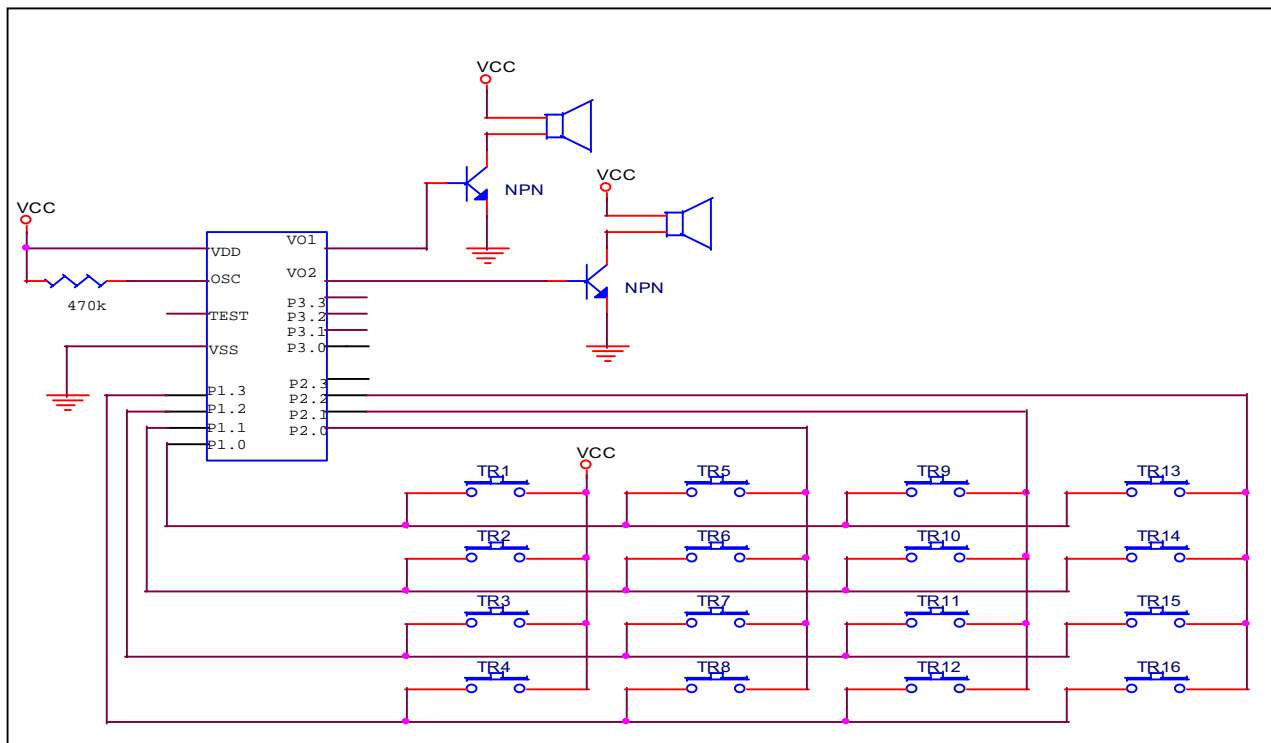 VCC
VCC
NPN
VCC
NPN
470k
VDD
OSC
TEST
VSS
P1.3
P1.2
P1.1
P1.0
VO1
VO2
P3.3
P3.2
P3.1
P3.0
P2.3
P2.2
P2.1
P2.0
VCC
TR1 TR5 TR9 TR13
TR2 TR6 TR10 TR14
TR3 TR7 TR11 TR15
TR4 TR8 TR12 TR16